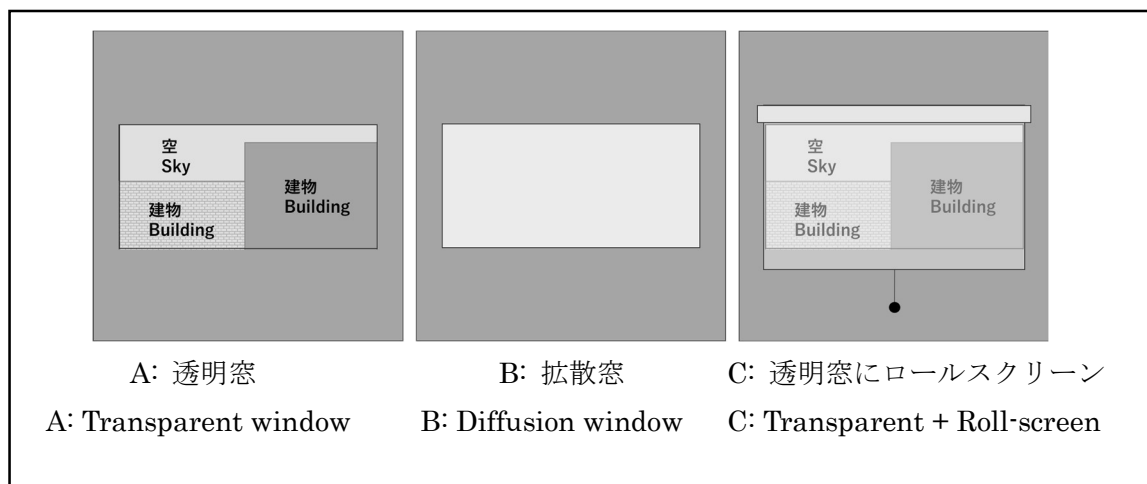 空
Sky
建物
Building
建物
Building
空
Sky
建物
Building
建物
Building
A: 透明窓
B: 拡散窓
C: 透明窓にロールスクリーン
A: Transparent window
B: Diffusion window
C: Transparent + Roll-screen